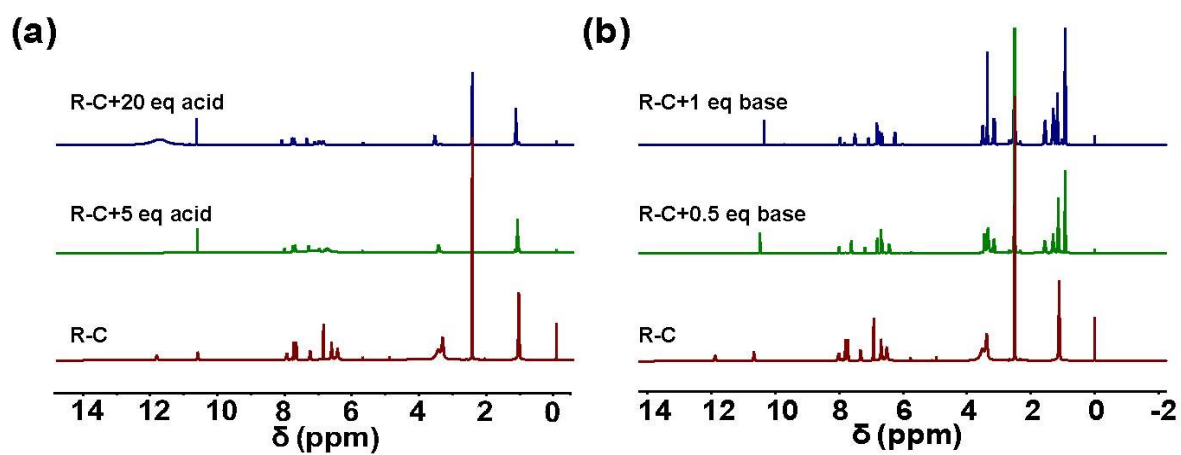 (a)
R-C+20 eq acid
R-C+5 eq acid
R-C
14 12 10 8 6 4 2 0
δ (ppm)
(b)
R-C+1 eq base
R-C+0.5 eq base
R-C
14 12 10 8 6 4 2 0 -2
δ (ppm)